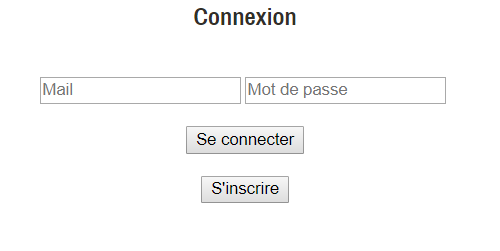 Connexion
Mail Mot de passe
Se connecter
S'inscrire